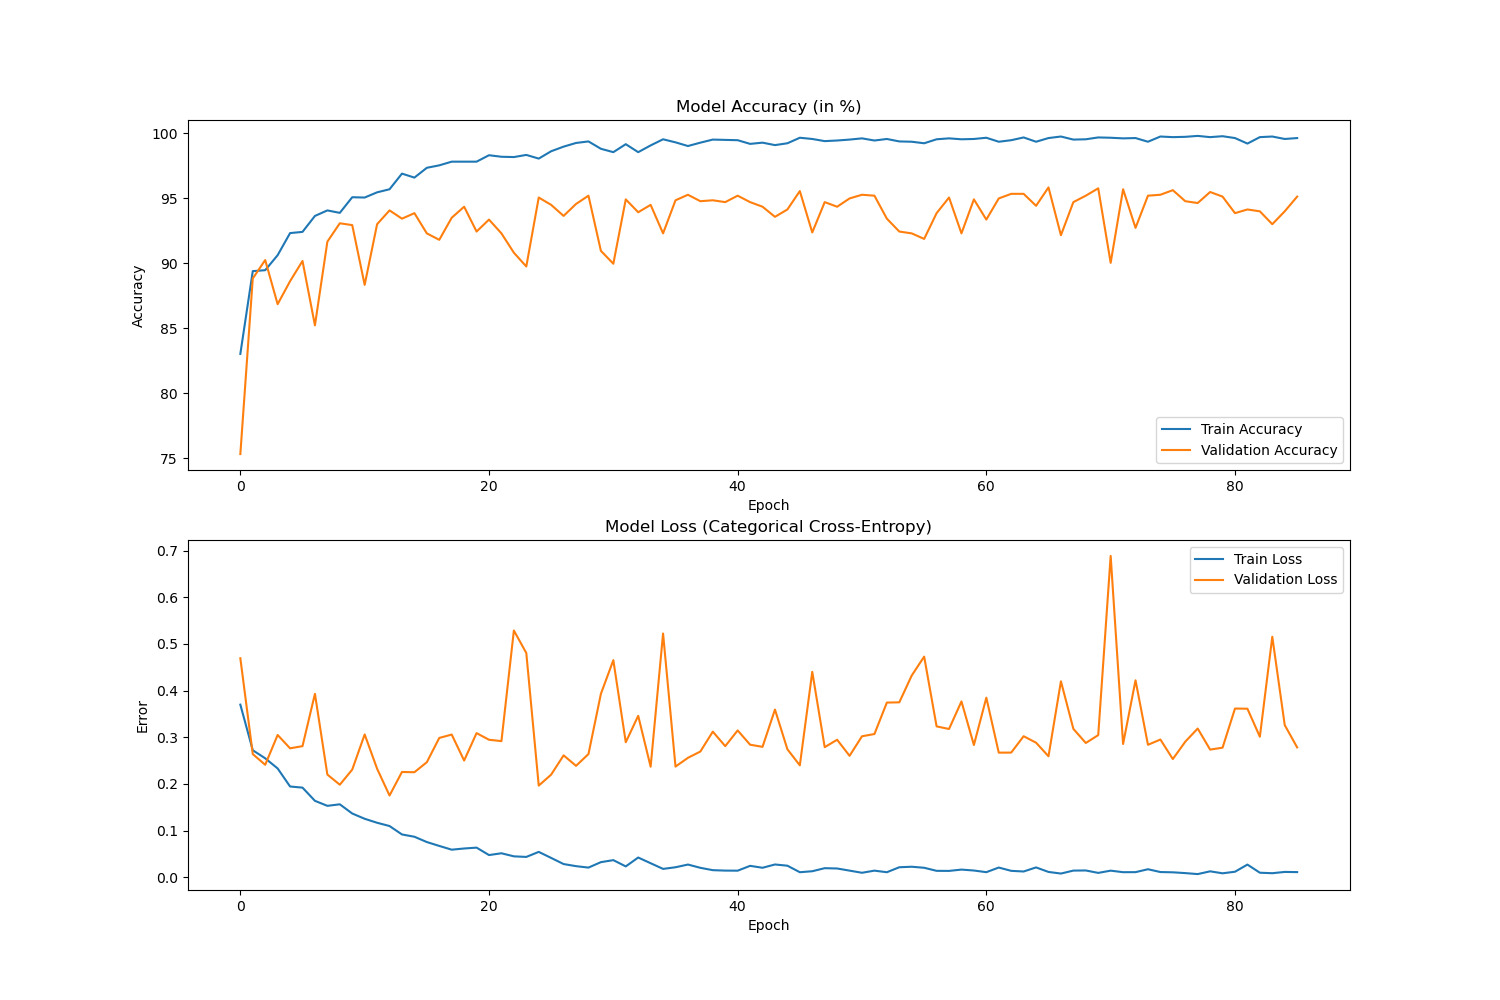 Model Accuracy (in %)
100
95
90
85
80
75
Accuracy
Train Accuracy
Validation Accuracy
0 20 40 60 80
Epoch
Model Loss (Categorical Cross-Entropy)
0.7
0.6
0.5
0.4
0.3
0.2
0.1
0.0
Error
Train Loss
Validation Loss
0 20 40 60 80
Epoch